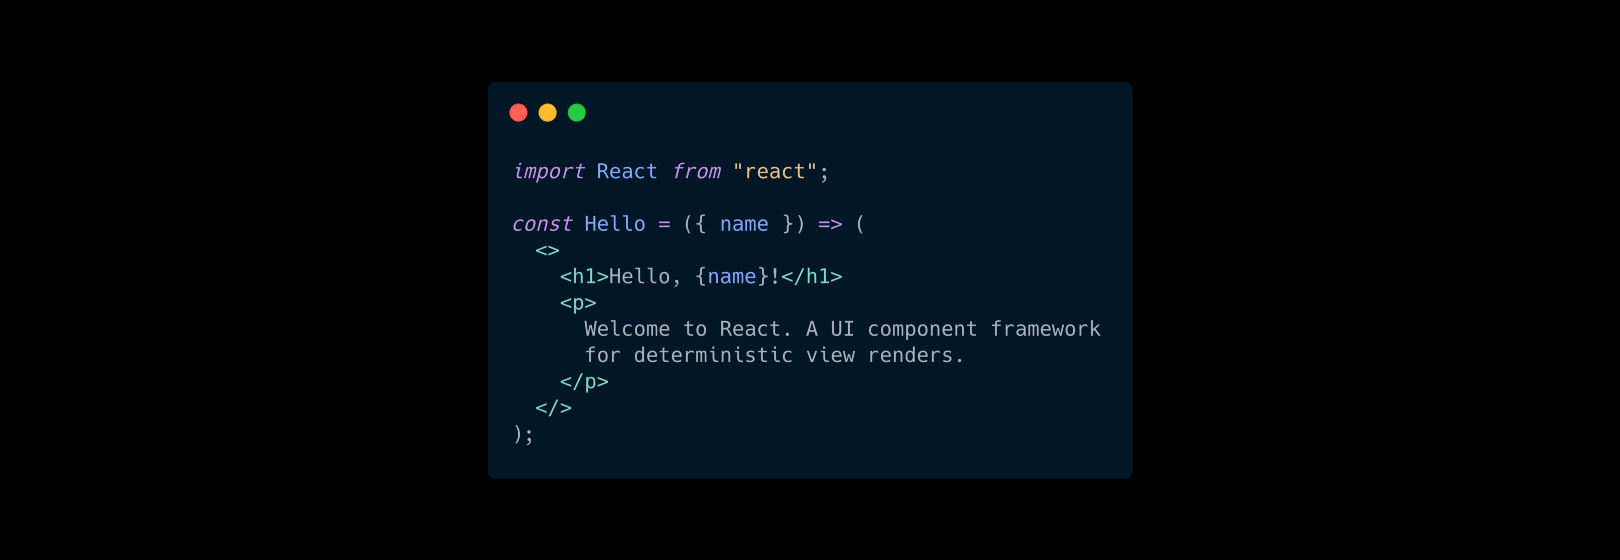 import React from "react";

const Hello = ({ name }) => (
  <>
    <h1>Hello, {name}!</h1>
    <p>
      Welcome to React. A UI component framework
      for deterministic view renders.
    </p>
  </>
);